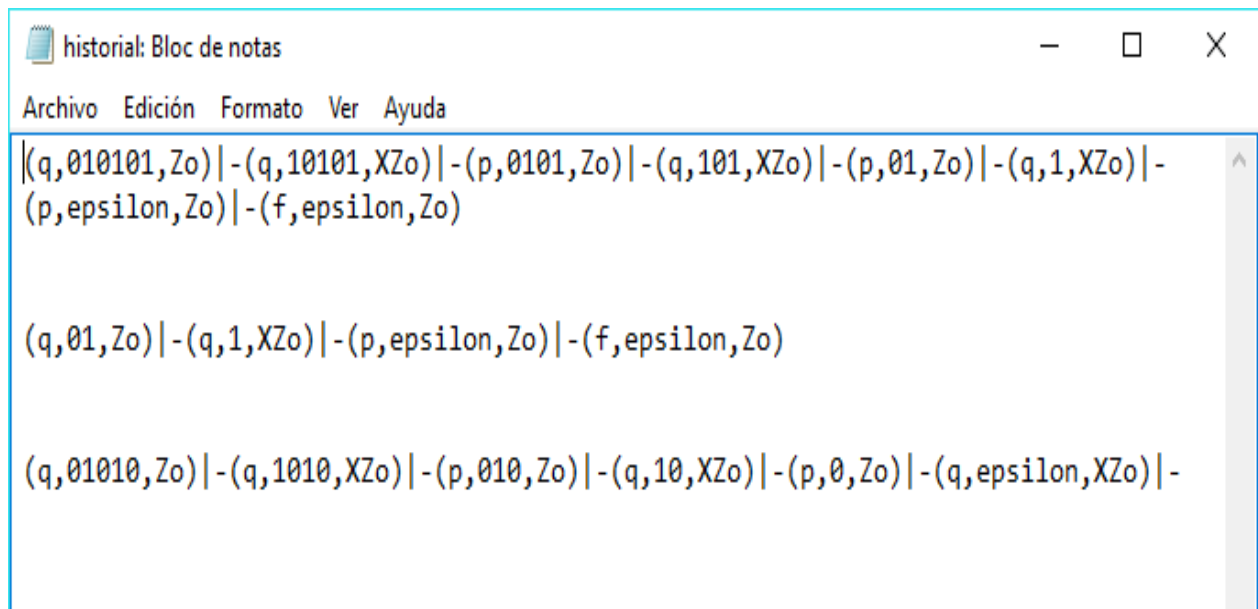 historial: Bloc de notas
Archivo Edición Formato Ver Ayuda
(q,010101,Zo)|-(q,10101,XZo)|-(p,0101,Zo)|-(q,101,XZo)|-(p,01,Zo)|-(q,1,XZo)|-
(p,epsilon,Zo)|-(f,epsilon,Zo)
(q,01,Zo)|-(q,1,XZo)|-(p,epsilon,Zo)|-(f,epsilon,Zo)
(q,01010,Zo)|-(q,1010,XZo)|-(p,010,Zo)|-(q,10,XZo)|-(p,0,Zo)|-(q,epsilon,XZo)|-